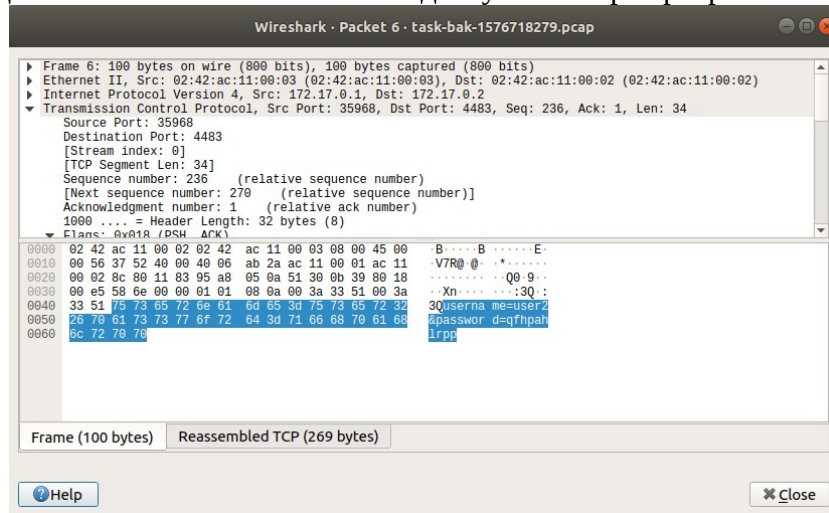 Wireshark · Packet 6 · task-bak-1576718279.pcap
Frame 6: 100 bytes on wire (800 bits), 100 bytes captured (800 bits)
Ethernet II, Src: 02:42:ac:11:00:03 (02:42:ac:11:00:03), Dst: 02:42:ac:11:00:02 (02:42:ac:11:00:02)
Internet Protocol Version 4, Src: 172.17.0.1, Dst: 172.17.0.2
Transmission Control Protocol, Src Port: 35968, Dst Port: 4483, Seq: 236, Ack: 1, Len: 34
Source Port: 35968
Destination Port: 4483
[Stream index: 0]
[TCP Segment Len: 34]
Sequence number: 236 (relative sequence number)
[Next sequence number: 270 (relative sequence number)]
Acknowledgment number: 1 (relative ack number)
1000 .... = Header Length: 32 bytes (8)
Flags: 0x018 (PSH, ACK)
0000 02 42 ac 11 00 02 02 42 ac 11 00 03 08 00 45 00 ·B·····B ······E·
0010 00 56 37 52 40 00 40 06 ab 2a ac 11 00 01 ac 11 ·V7R@·@· ·*······
0020 00 02 8c 80 11 83 95 a8 05 0a 51 30 0b 39 80 18 ········ ··Q0·9··
0030 00 e5 58 6e 00 00 01 01 08 0a 00 3a 33 51 00 3a ··Xn···· ···:3Q·:
0040 33 51 75 73 65 72 6e 61 6d 65 3d 75 73 65 72 32 3Quserna me=user2
0050 26 70 61 73 73 77 6f 72 64 3d 71 66 68 70 61 68 &passwor d=qfhpah
0060 6c 72 70 70 lrpp
Frame (100 bytes) Reassembled TCP (269 bytes)
Help Close